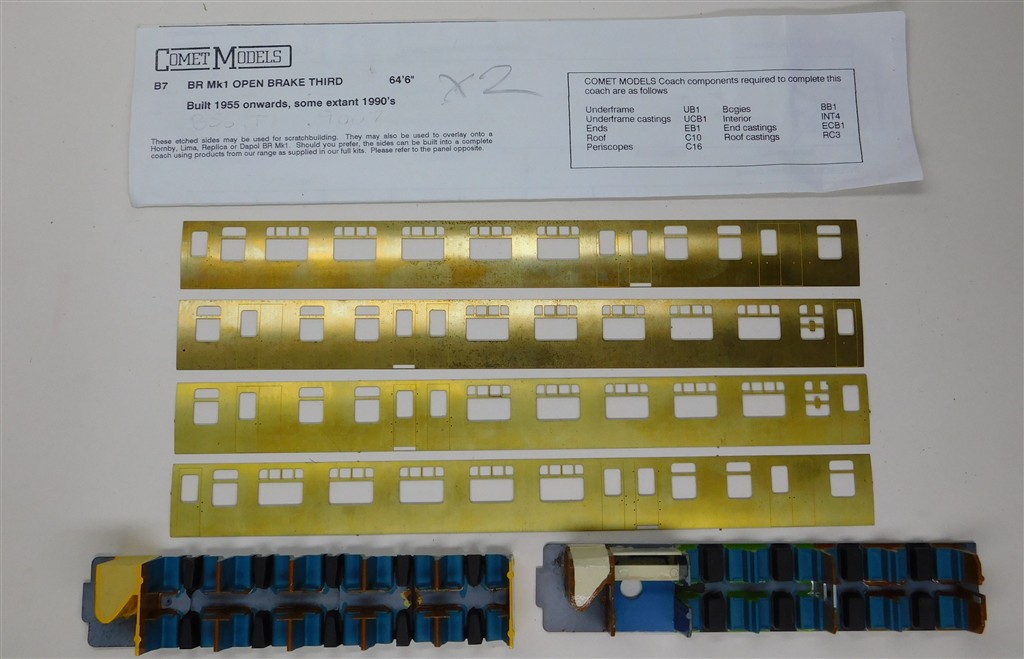 COMET MODELS
B7 BR Mk1 OPEN BRAKE THIRD 64'6"
x2
Built 1955 onwards, some extant 1990's
These etched sides may be used for scratchbuilding. They may also be used to overlay onto a
Hornby, Lima, Replica or Dapol BR Mk1. Should you prefer, the sides can be built into a complete
coach using products from our range as supplied in our full kits. Please refer to the panel opposite.
COMET MODELS Coach components required to complete this
coach are as follows
Underframe UB1 Bogies BB1
Underframe castings UCB1 Interior INT4
Ends EB1 End castings ECB1
Roof C10 Roof castings RC3
Periscopes C16